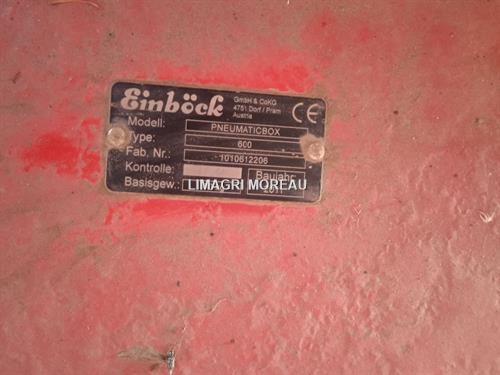 Einböck
GmbH & CoKG
4751 Dorf / Pram
Austria
CE
Modell: PNEUMATICBOX
Type: 600
Fab. Nr.: 1010612206
Kontrolle: Baujahr:
Basisgew.: 2011
LIMAGRI MOREAU